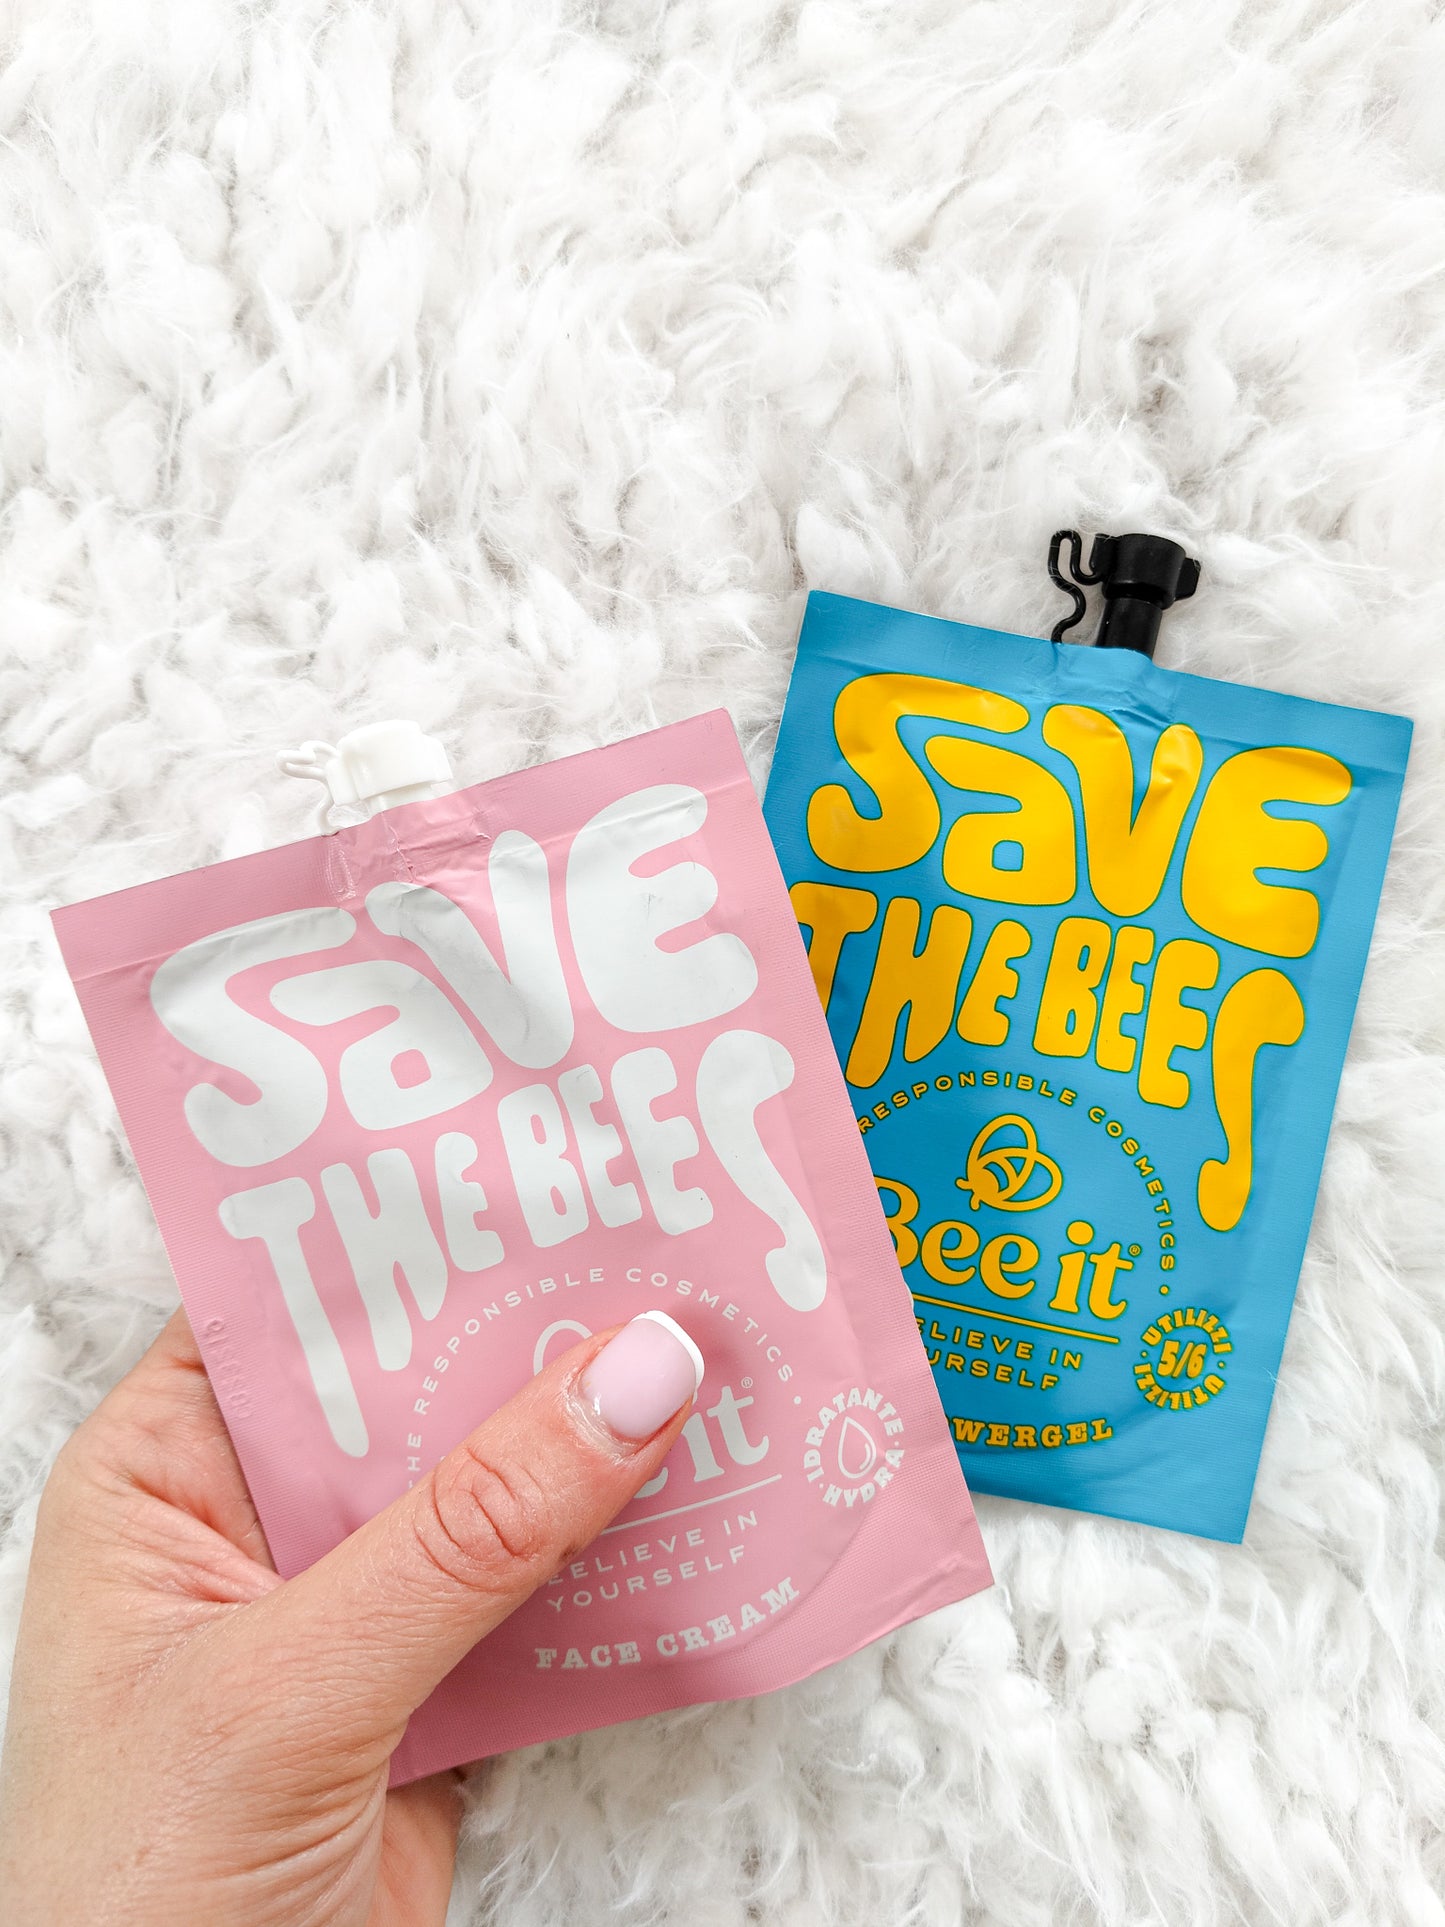 SAVE
THE BEES
THE RESPONSIBLE COSMETICS •
it®
BELIEVE IN
YOURSELF
FACE CREAM
• IDRATANTE •
HYDRA
SAVE
THE BEES
RESPONSIBLE COSMETICS •
Bee it®
BELIEVE IN
YOURSELF
UTILIZZI •
5/6
UTILIZZI •